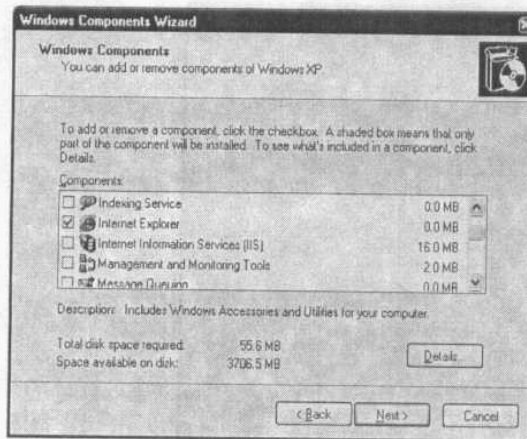 Windows Components Wizard
Windows Components
You can add or remove components of Windows XP.
To add or remove a component, click the checkbox. A shaded box means that only
part of the component will be installed. To see what's included in a component, click
Details.
Components:
Indexing Service 0.0 MB
Internet Explorer 0.0 MB
Internet Information Services (IIS) 16.0 MB
Management and Monitoring Tools 2.0 MB
Message Queuing 0.0 MB
Description: Includes Windows Accessories and Utilities for your computer.
Total disk space required: 55.6 MB
Space available on disk: 3706.5 MB
Details...
< Back Next > Cancel